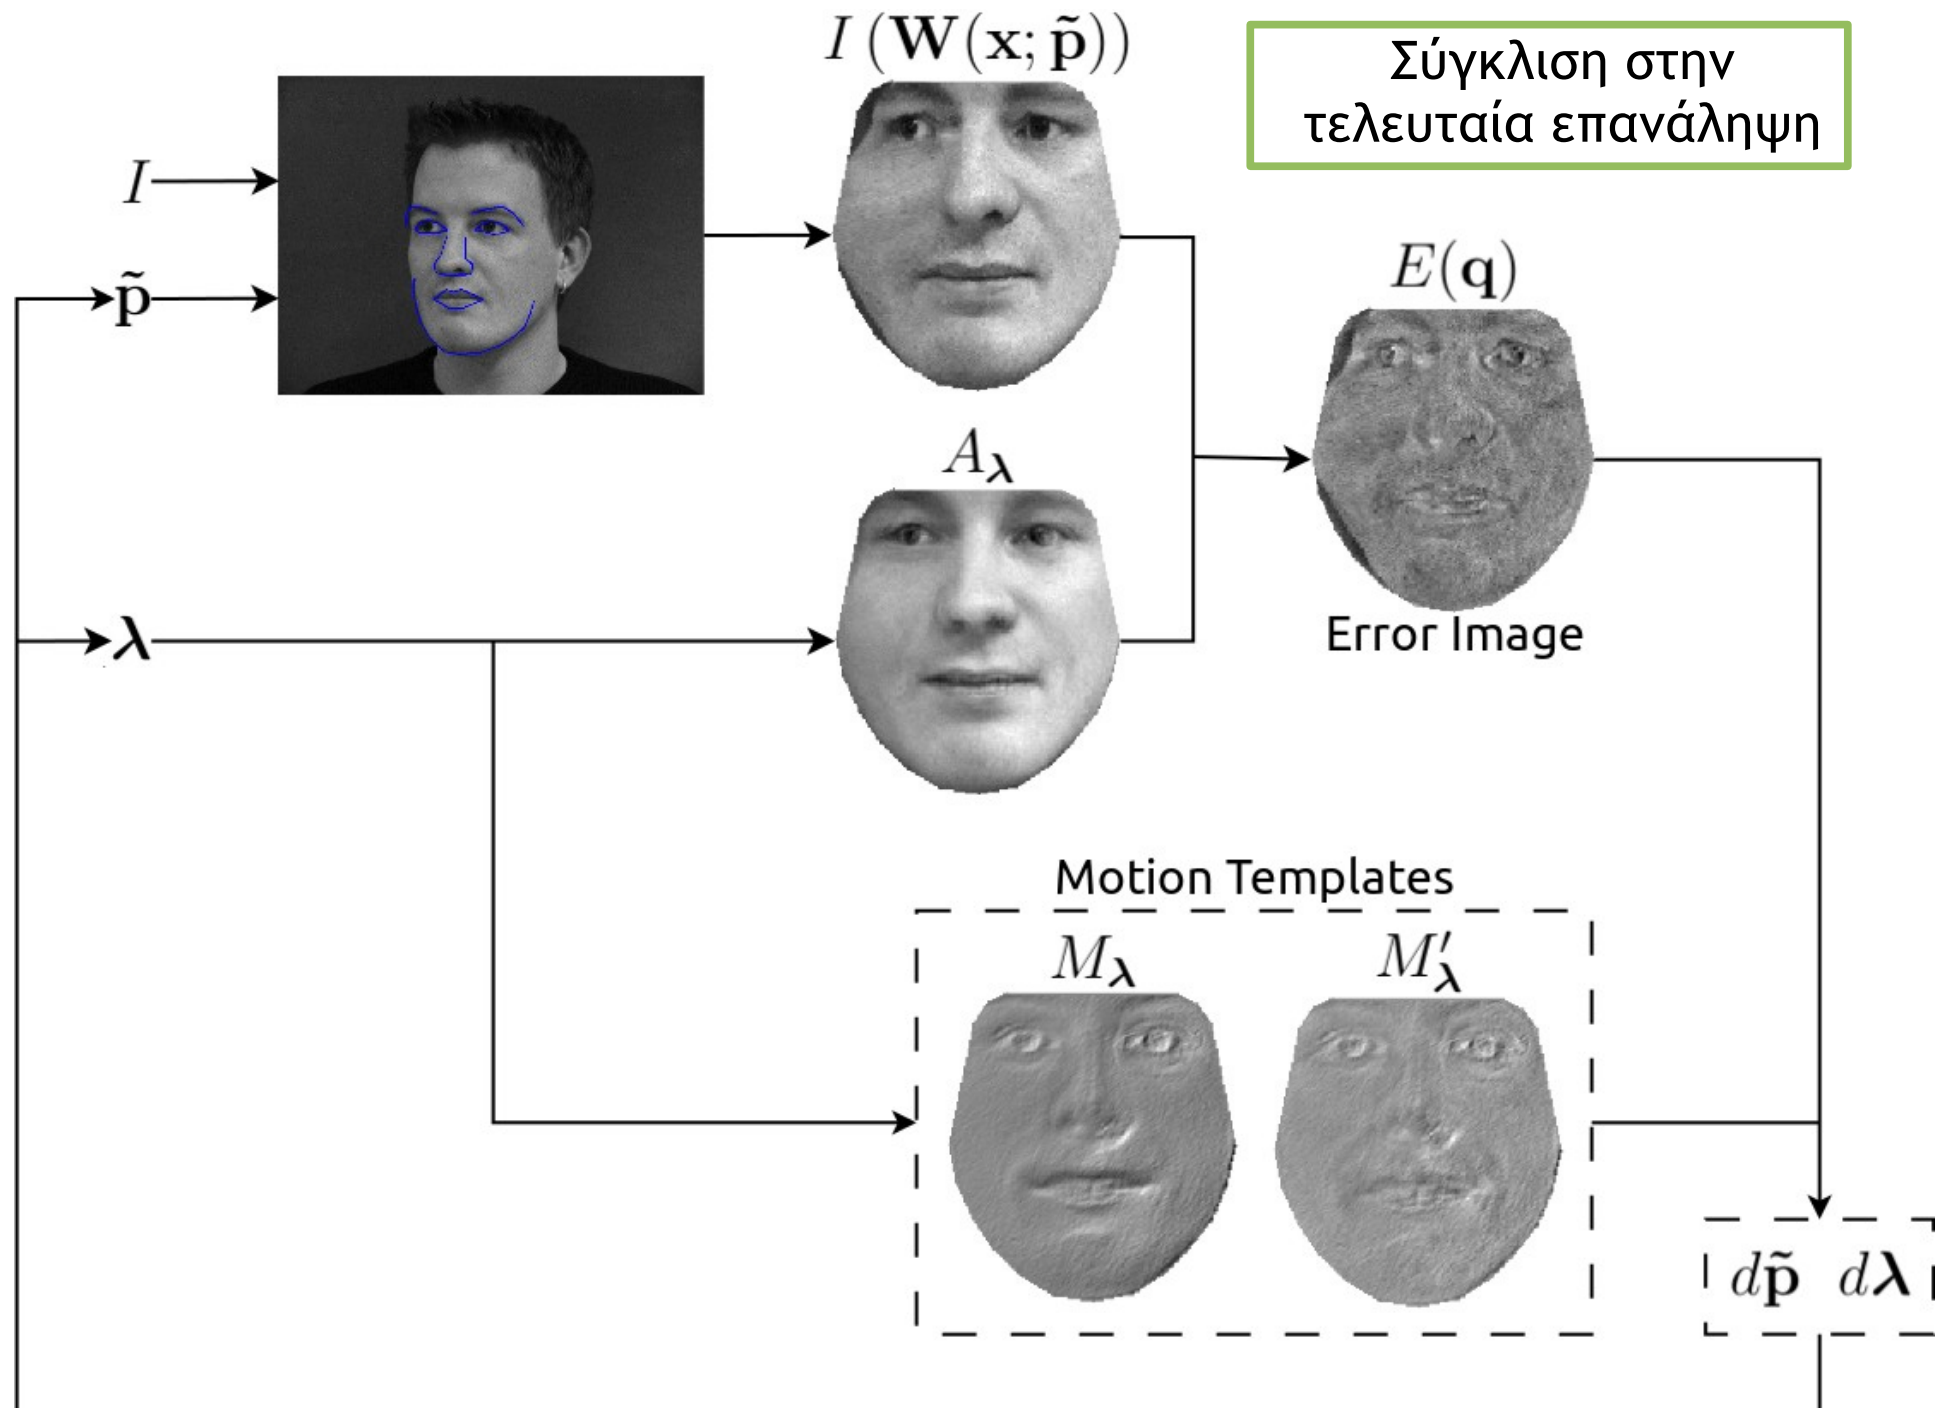 I (W(x; p̃))
Σύγκλιση στην
τελευταία επανάληψη
I
p̃
E(q)
A_λ
Error Image
λ
Motion Templates
M_λ M′_λ
dp̃ dλ